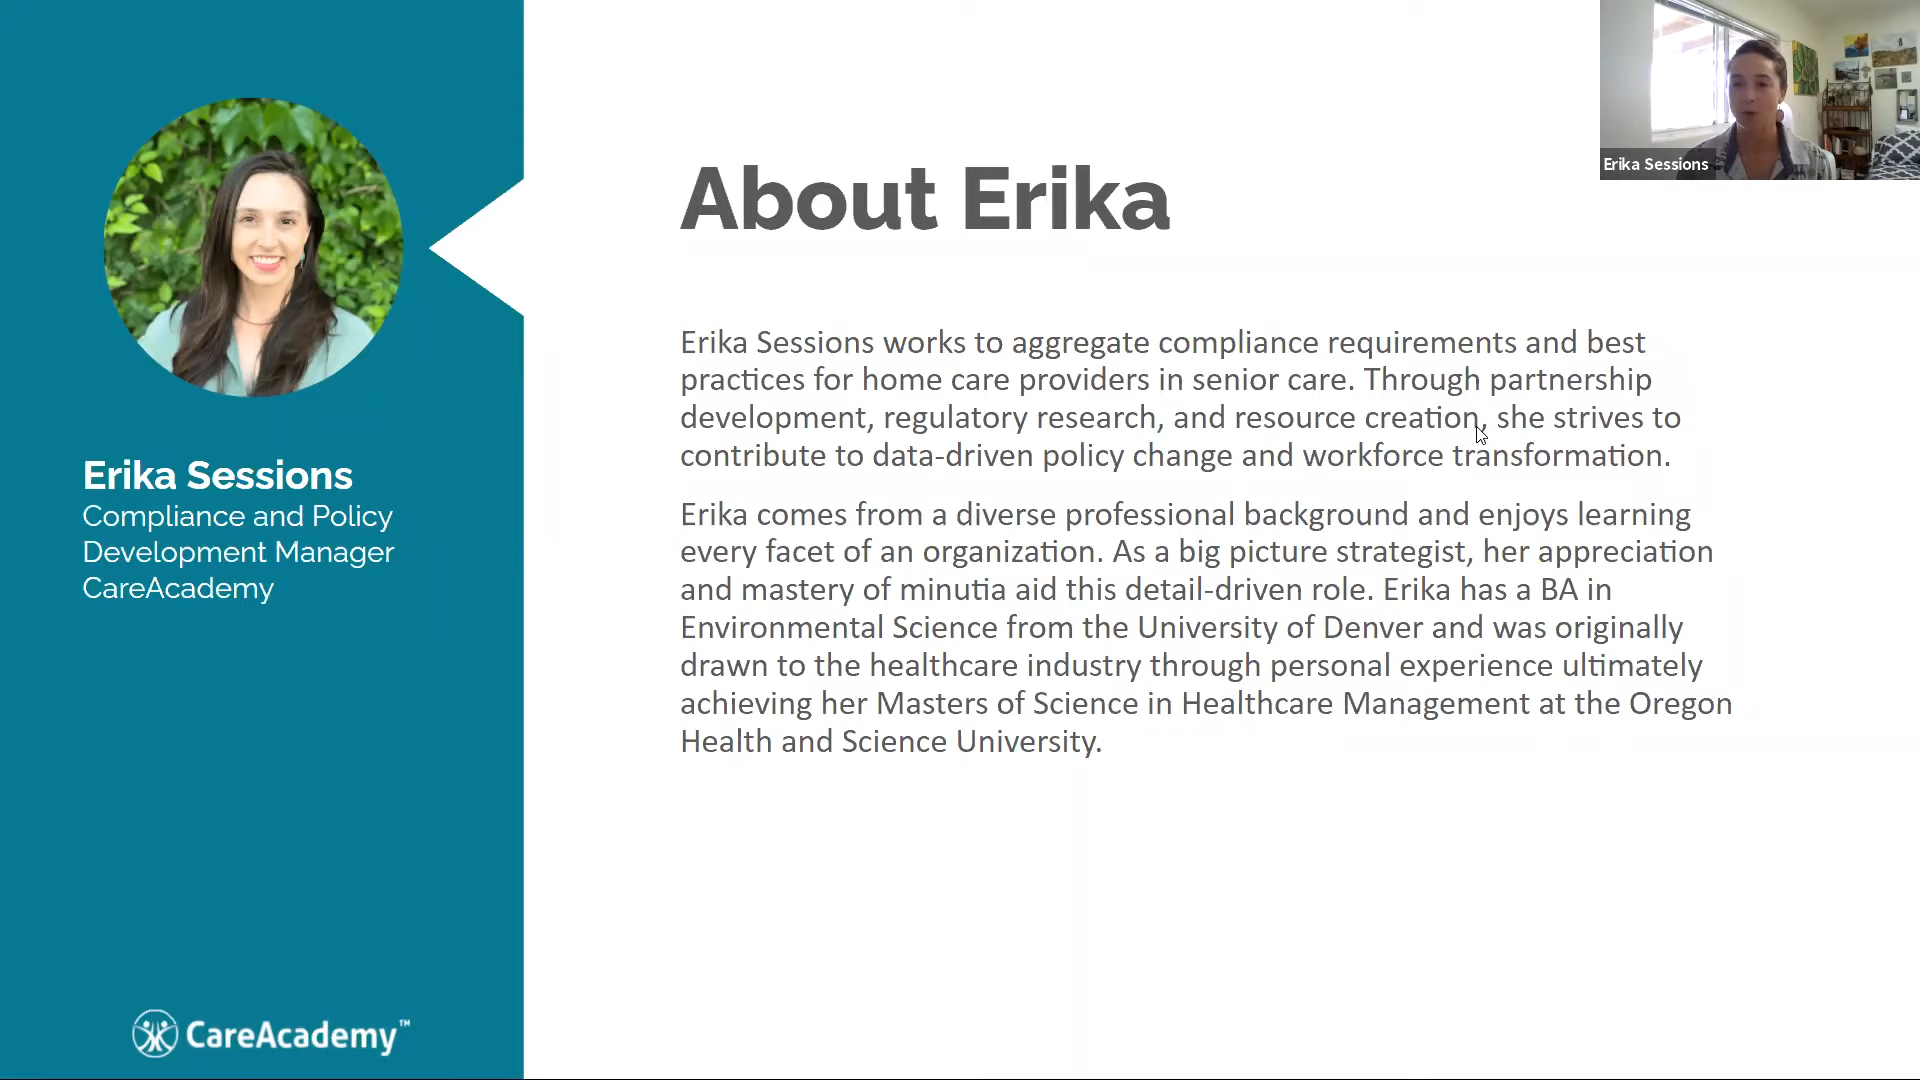 Erika Sessions
About Erika
Erika Sessions
Compliance and Policy
Development Manager
CareAcademy
Erika Sessions works to aggregate compliance requirements and best
practices for home care providers in senior care. Through partnership
development, regulatory research, and resource creation, she strives to
contribute to data-driven policy change and workforce transformation.
Erika comes from a diverse professional background and enjoys learning
every facet of an organization. As a big picture strategist, her appreciation
and mastery of minutia aid this detail-driven role. Erika has a BA in
Environmental Science from the University of Denver and was originally
drawn to the healthcare industry through personal experience ultimately
achieving her Masters of Science in Healthcare Management at the Oregon
Health and Science University.
CareAcademy™